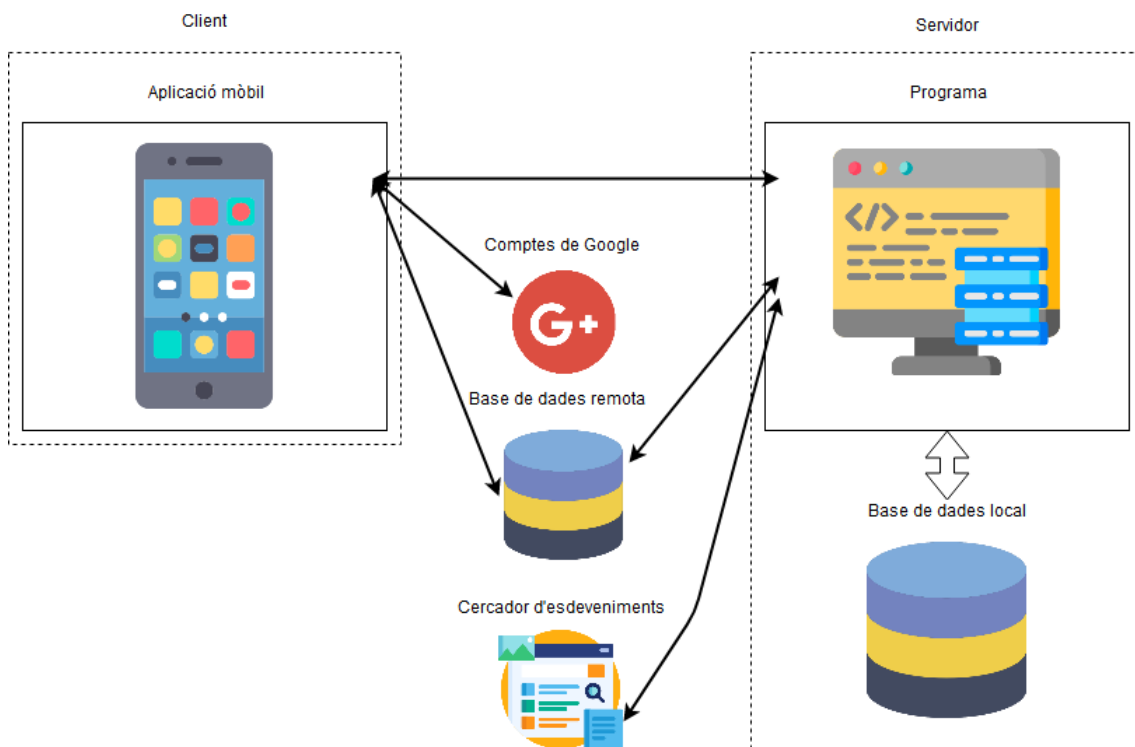 Client
Servidor
Aplicació mòbil
Programa
</>
Comptes de Google
G+
Base de dades remota
Base de dades local
Cercador d'esdeveniments